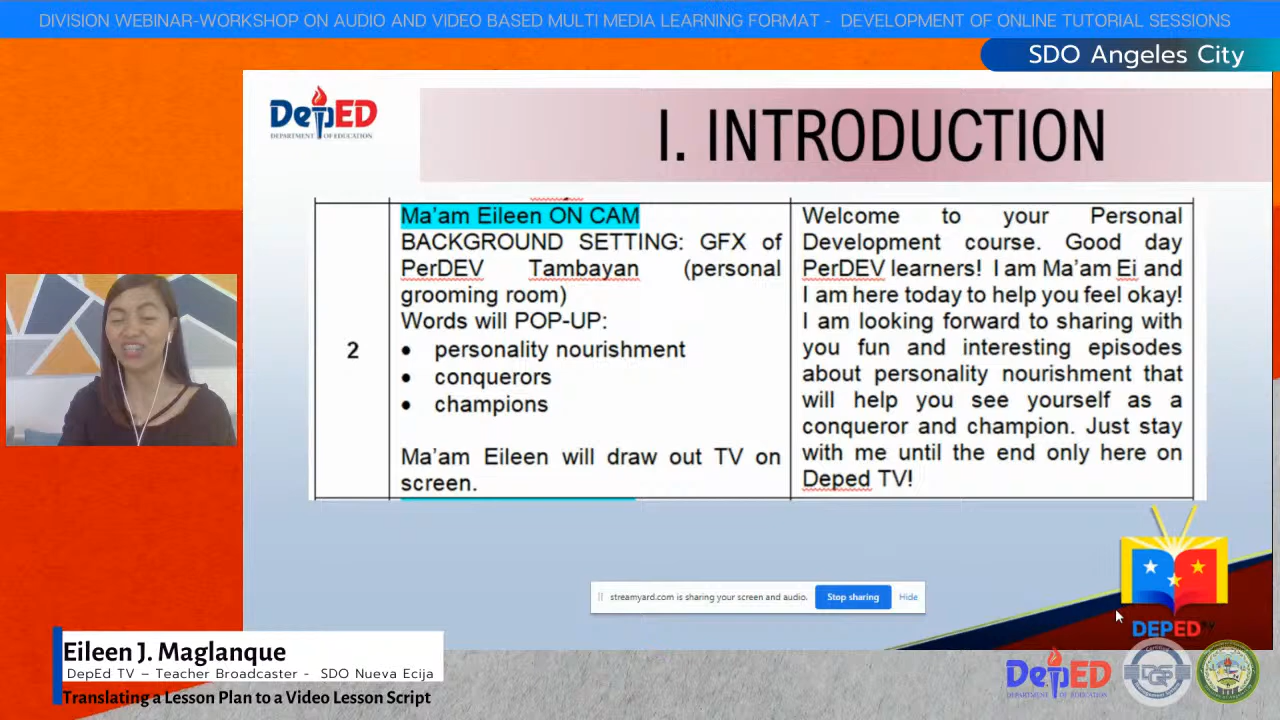 DIVISION WEBINAR-WORKSHOP ON AUDIO AND VIDEO BASED MULTI MEDIA LEARNING FORMAT - DEVELOPMENT OF ONLINE TUTORIAL SESSIONS
SDO Angeles City
DepED
DEPARTMENT OF EDUCATION
I. INTRODUCTION
2
Ma'am Eileen ON CAM
BACKGROUND SETTING: GFX of
PerDEV Tambayan (personal
grooming room)
Words will POP-UP:
• personality nourishment
• conquerors
• champions
Ma'am Eileen will draw out TV on
screen.
Welcome to your Personal
Development course. Good day
PerDEV learners! I am Ma'am Ei and
I am here today to help you feel okay!
I am looking forward to sharing with
you fun and interesting episodes
about personality nourishment that
will help you see yourself as a
conqueror and champion. Just stay
with me until the end only here on
Deped TV!
streamyard.com is sharing your screen and audio.
Stop sharing
Hide
DEPED
Eileen J. Maglanque
DepEd TV – Teacher Broadcaster - SDO Nueva Ecija
Translating a Lesson Plan to a Video Lesson Script
DepED
DEPARTMENT OF EDUCATION